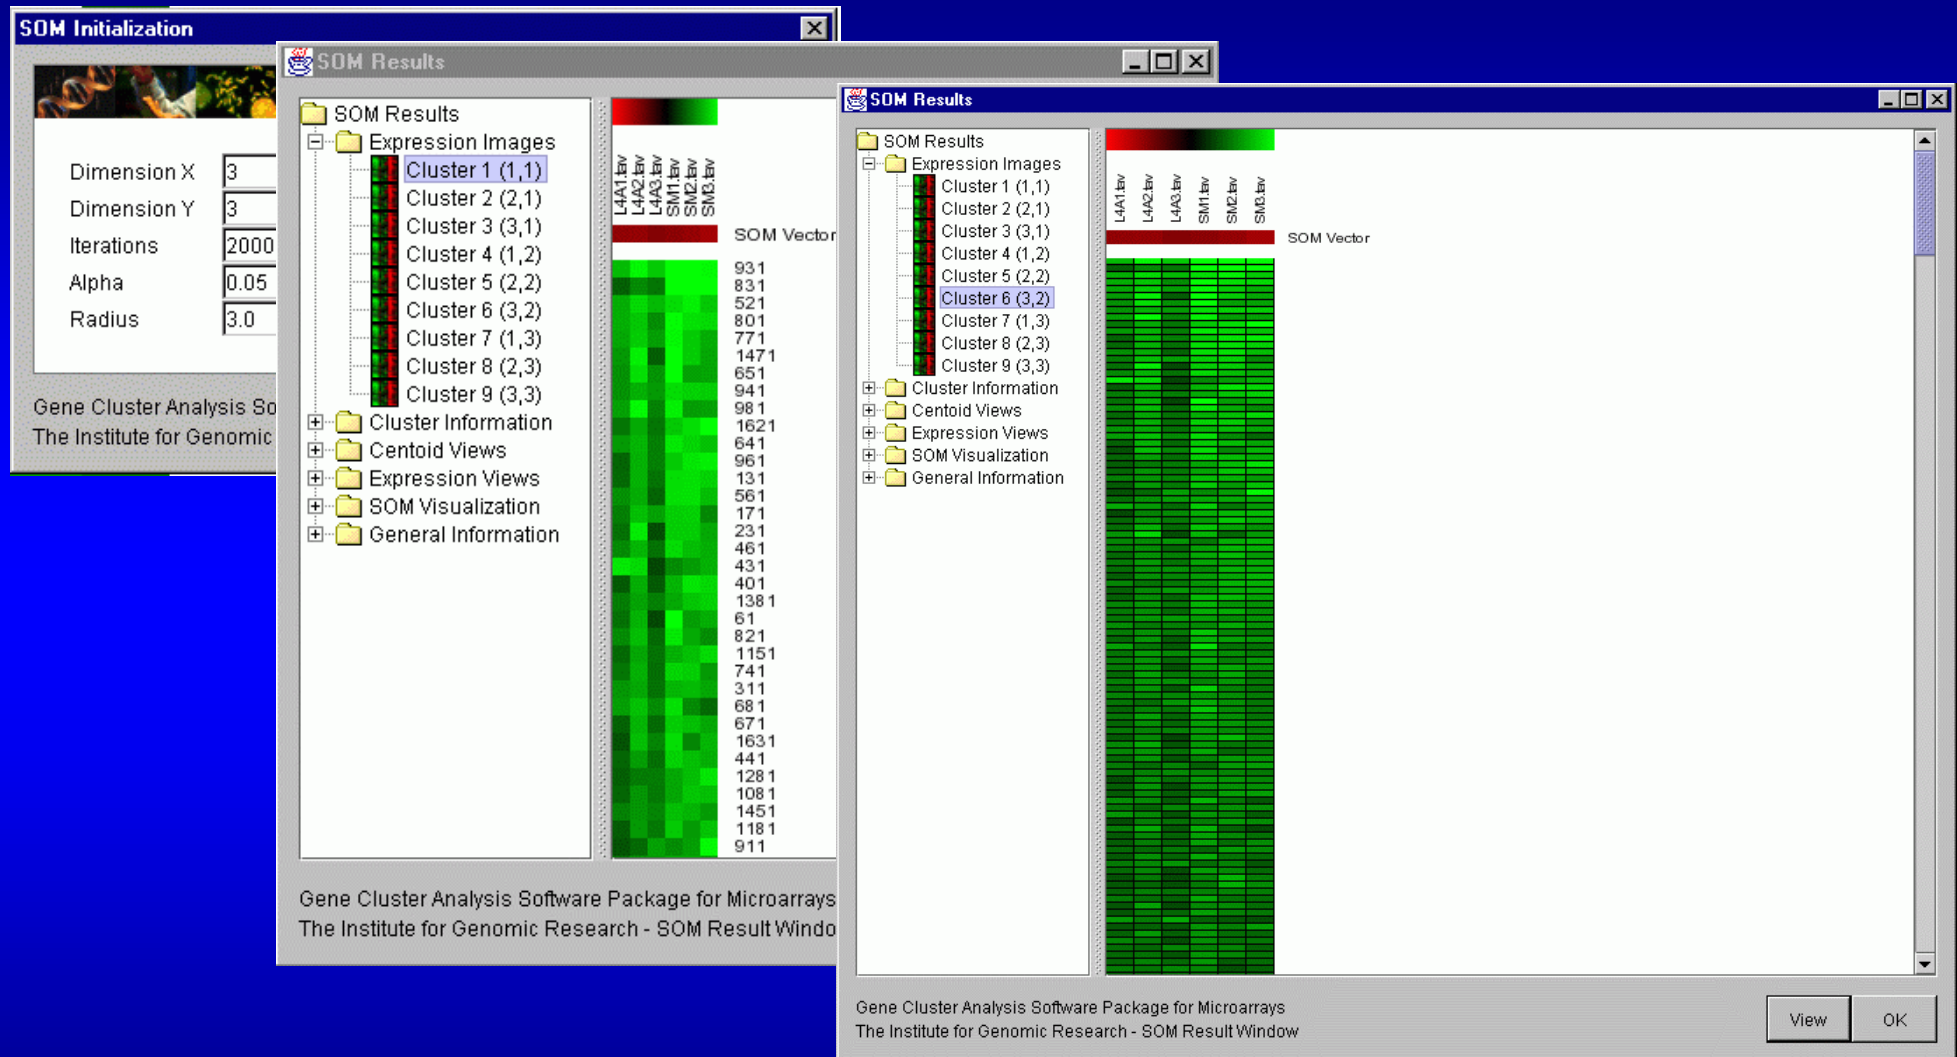 SOM Initialization
Dimension X 3
Dimension Y 3
Iterations 2000
Alpha 0.05
Radius 3.0
Gene Cluster Analysis So
The Institute for Genomic
SOM Results
SOM Results
Expression Images
Cluster 1 (1,1)
Cluster 2 (2,1)
Cluster 3 (3,1)
Cluster 4 (1,2)
Cluster 5 (2,2)
Cluster 6 (3,2)
Cluster 7 (1,3)
Cluster 8 (2,3)
Cluster 9 (3,3)
Cluster Information
Centoid Views
Expression Views
SOM Visualization
General Information
L4A1.tav
L4A2.tav
L4A3.tav
SM1.tav
SM2.tav
SM3.tav
SOM Vector
931
831
521
801
771
1471
651
941
981
1621
641
961
131
561
171
231
461
431
401
1381
61
821
1151
741
311
681
671
1631
441
1281
1081
1451
1181
911
Gene Cluster Analysis Software Package for Microarrays
The Institute for Genomic Research - SOM Result Windo
SOM Results
SOM Results
Expression Images
Cluster 1 (1,1)
Cluster 2 (2,1)
Cluster 3 (3,1)
Cluster 4 (1,2)
Cluster 5 (2,2)
Cluster 6 (3,2)
Cluster 7 (1,3)
Cluster 8 (2,3)
Cluster 9 (3,3)
Cluster Information
Centoid Views
Expression Views
SOM Visualization
General Information
L4A1.tav
L4A2.tav
L4A3.tav
SM1.tav
SM2.tav
SM3.tav
SOM Vector
Gene Cluster Analysis Software Package for Microarrays
The Institute for Genomic Research - SOM Result Window
View
OK